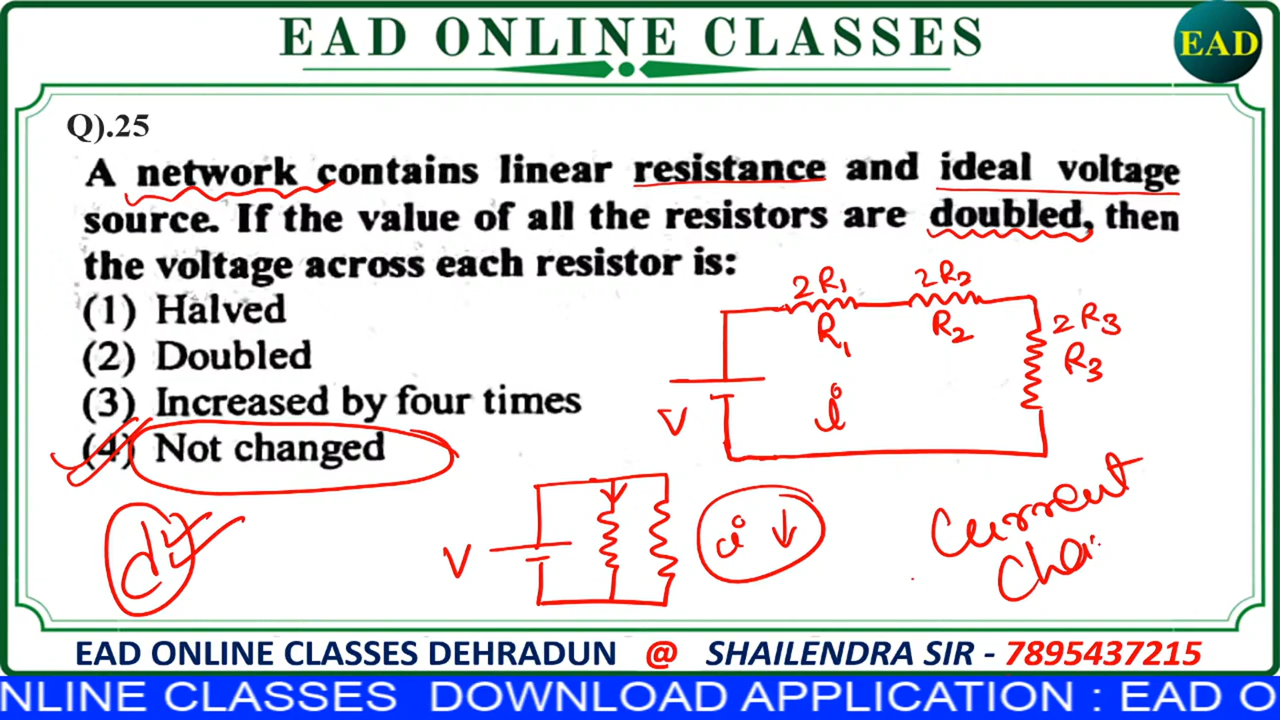 EAD ONLINE CLASSES
EAD
Q).25
A network contains linear resistance and ideal voltage
source. If the value of all the resistors are doubled, then
the voltage across each resistor is:
(1) Halved
(2) Doubled
(3) Increased by four times
(4) Not changed
2R₁ 2R₂
R₁ R₂
2R₃
R₃
V i
V
i ↓
Current
Cha
EAD ONLINE CLASSES DEHRADUN @ SHAILENDRA SIR - 7895437215
NLINE CLASSES DOWNLOAD APPLICATION : EAD O